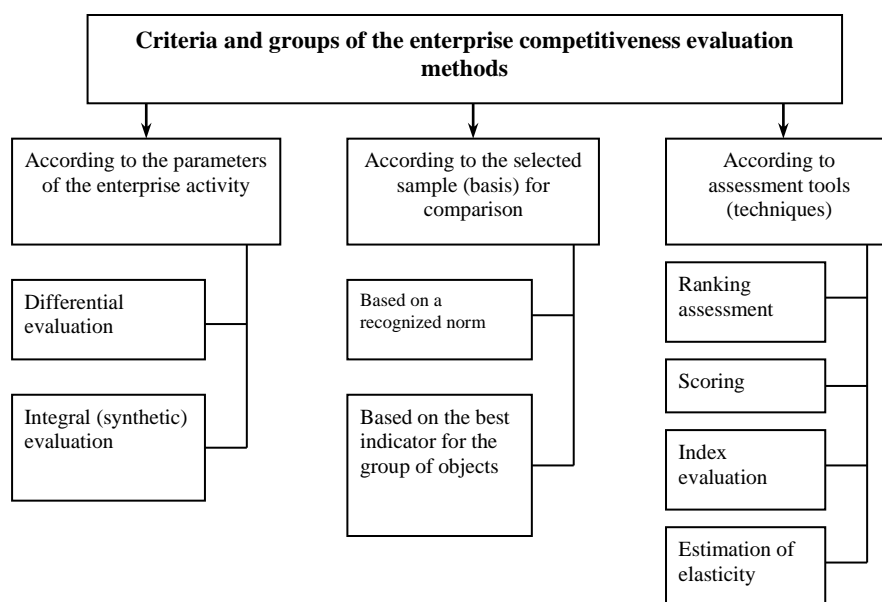 Criteria and groups of the enterprise competitiveness evaluation
methods
According to the parameters
of the enterprise activity
Differential
evaluation
Integral (synthetic)
evaluation
According to the selected
sample (basis) for
comparison
Based on a
recognized norm
Based on the best
indicator for the
group of objects
According to
assessment tools
(techniques)
Ranking
assessment
Scoring
Index
evaluation
Estimation of
elasticity